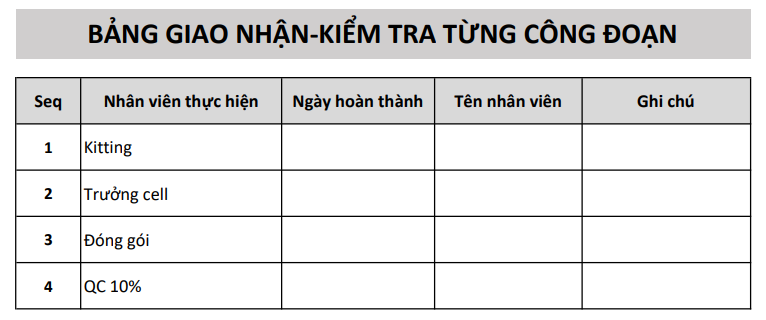 BẢNG GIAO NHẬN-KIỂM TRA TỪNG CÔNG ĐOẠN
Seq Nhân viên thực hiện Ngày hoàn thành Tên nhân viên Ghi chú
1 Kitting
2 Trưởng cell
3 Đóng gói
4 QC 10%